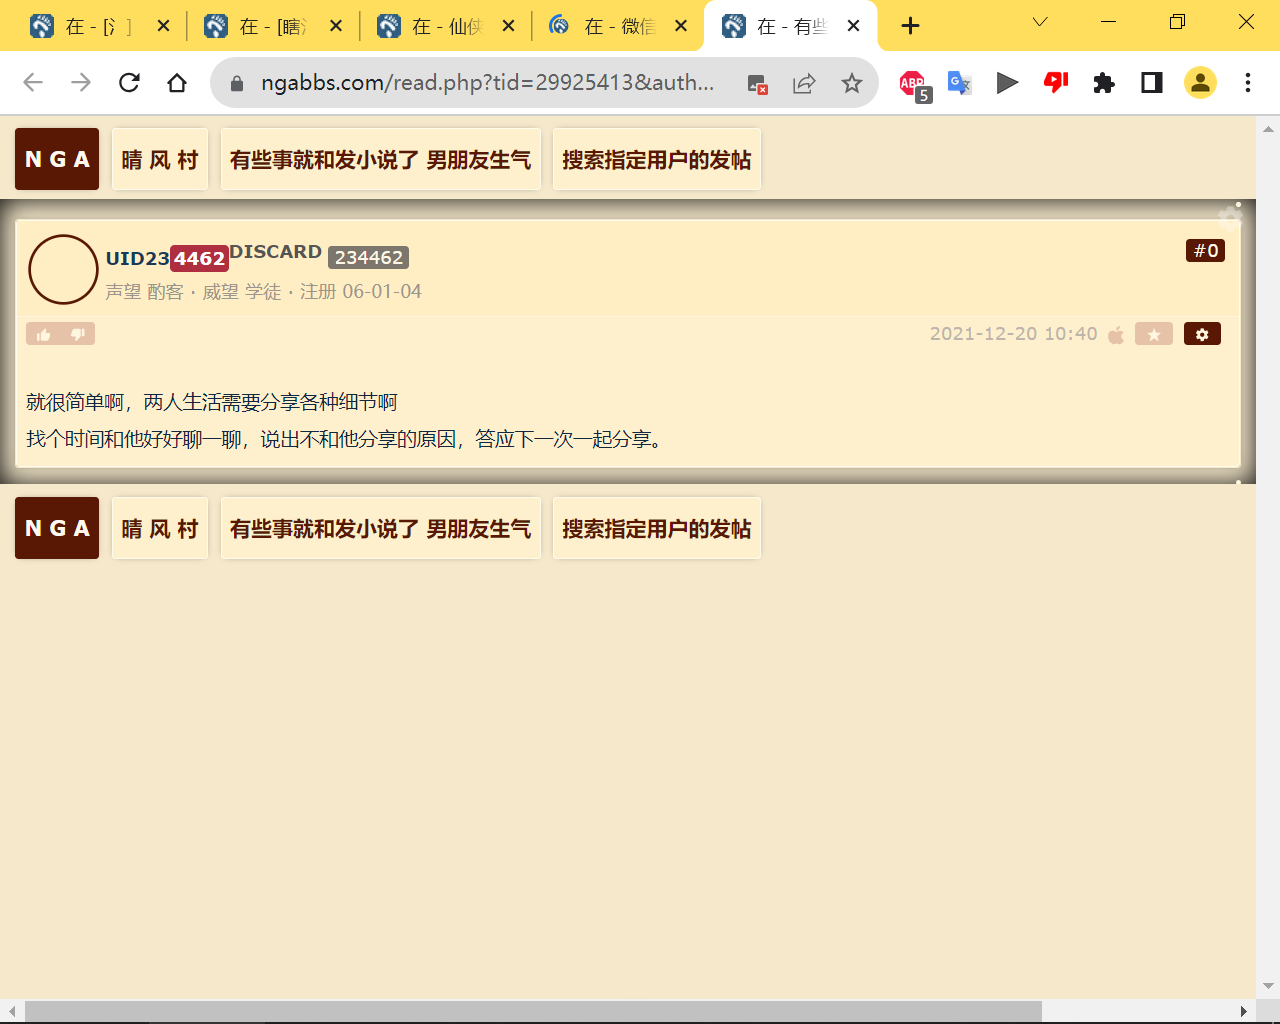 在 - [氵]
在 - [瞎
在 - 仙侠
在 - 微信
在 - 有些
ngabbs.com/read.php?tid=29925413&auth...
ABP
5
N G A
晴 风 村
有些事就和发小说了 男朋友生气
搜索指定用户的发帖
UID234462DISCARD 234462
#0
声望 酌客 · 威望 学徒 · 注册 06-01-04
2021-12-20 10:40
就很简单啊，两人生活需要分享各种细节啊
找个时间和他好好聊一聊，说出不和他分享的原因，答应下一次一起分享。
N G A
晴 风 村
有些事就和发小说了 男朋友生气
搜索指定用户的发帖